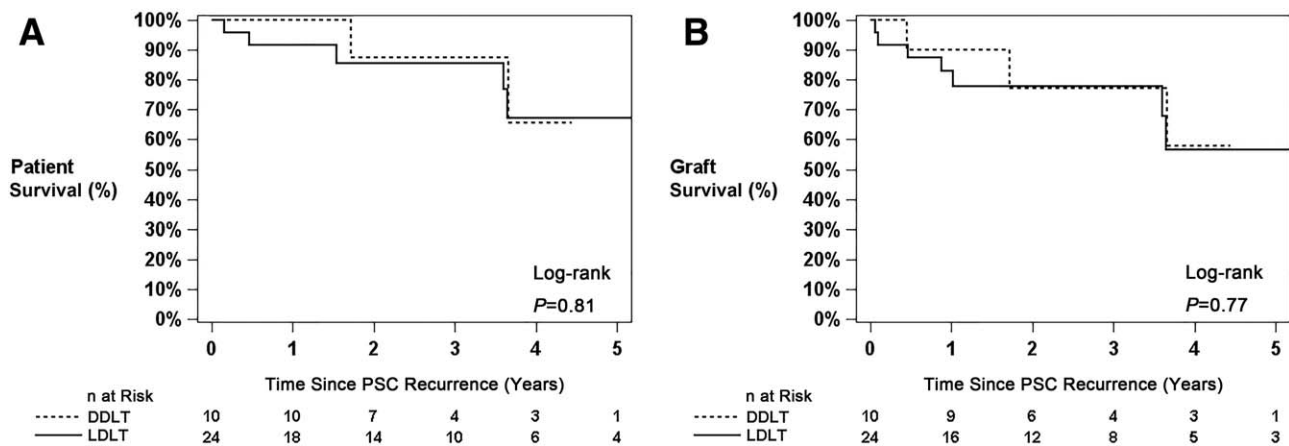 A
100%
90%
80%
70%
60%
50%
40%
30%
20%
10%
0%
Patient
Survival (%)
Log-rank
P=0.81
0 1 2 3 4 5
Time Since PSC Recurrence (Years)
n at Risk
DDLT 10 10 7 4 3 1
LDLT 24 18 14 10 6 4
B
100%
90%
80%
70%
60%
50%
40%
30%
20%
10%
0%
Graft
Survival (%)
Log-rank
P=0.77
0 1 2 3 4 5
Time Since PSC Recurrence (Years)
n at Risk
DDLT 10 9 6 4 3 1
LDLT 24 16 12 8 5 3